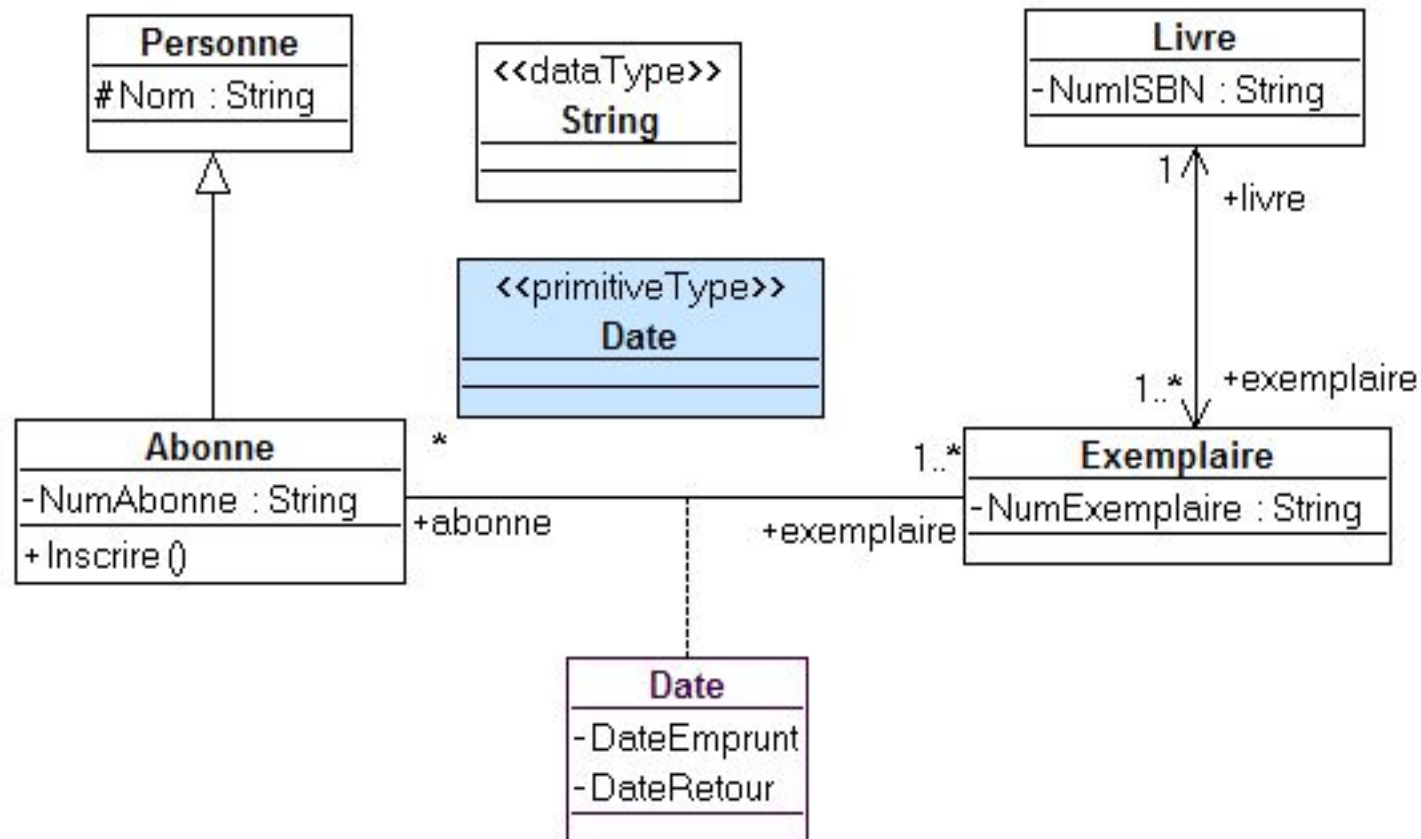 Personne
#Nom : String
<<dataType>>
String
Livre
-NumISBN : String
1
+livre
<<primitiveType>>
Date
1..*
+exemplaire
Abonne
-NumAbonne : String
+Inscrire()
*
+abonne
1..*
+exemplaire
Exemplaire
-NumExemplaire : String
Date
-DateEmprunt
-DateRetour